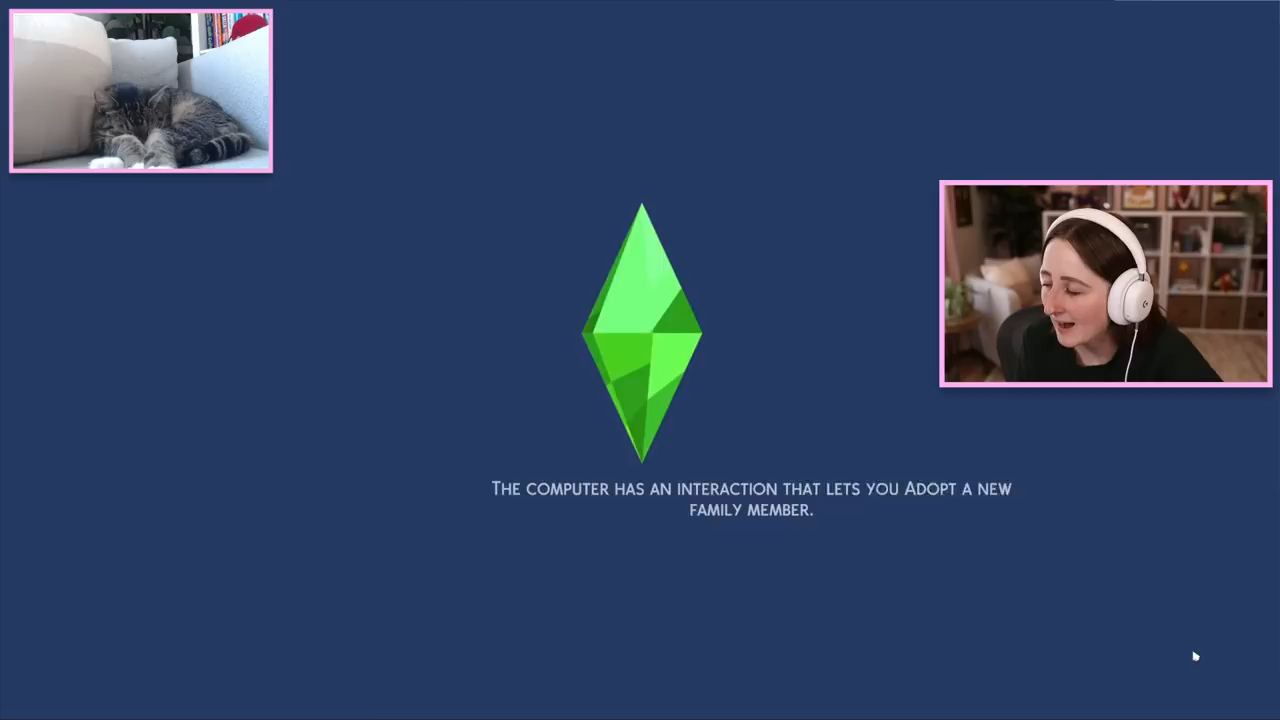 THE COMPUTER HAS AN INTERACTION THAT LETS YOU ADOPT A NEW
FAMILY MEMBER.